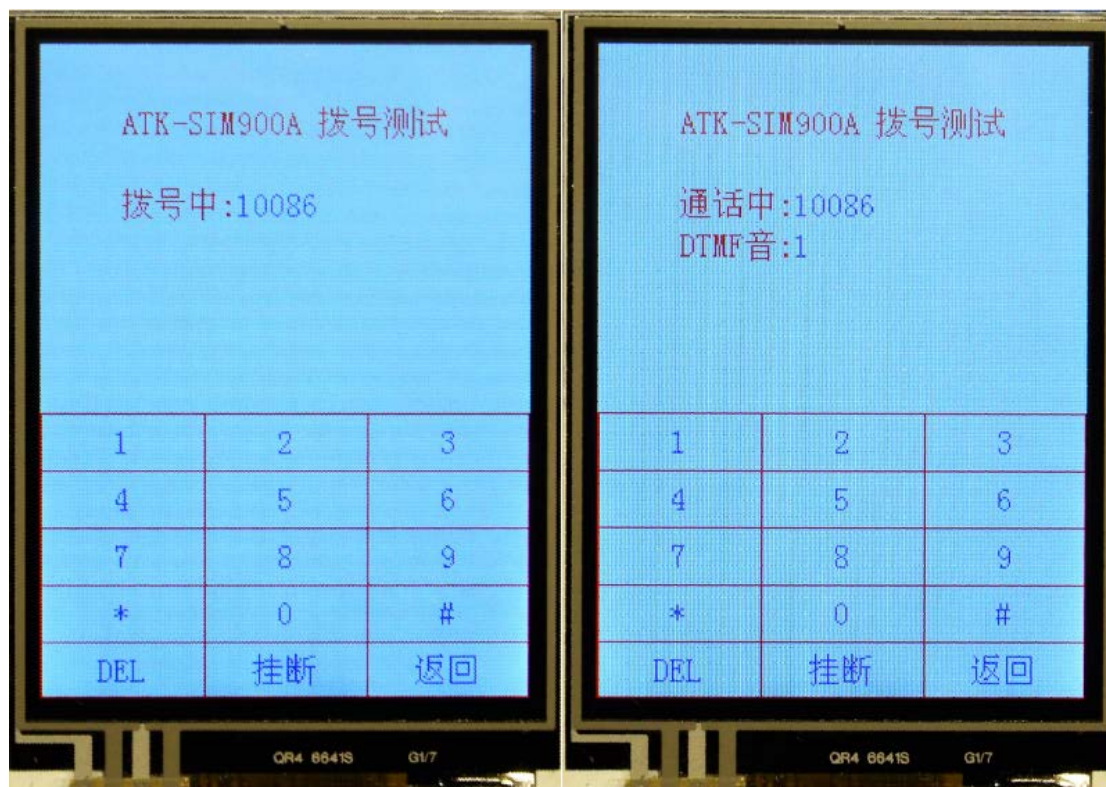 ATK-SIM900A 拨号测试
拨号中:10086
1 2 3
4 5 6
7 8 9
* 0 #
DEL 挂断 返回
QR4 6641S G1/7
ATK-SIM900A 拨号测试
通话中:10086
DTMF音:1
1 2 3
4 5 6
7 8 9
* 0 #
DEL 挂断 返回
QR4 6641S G1/7